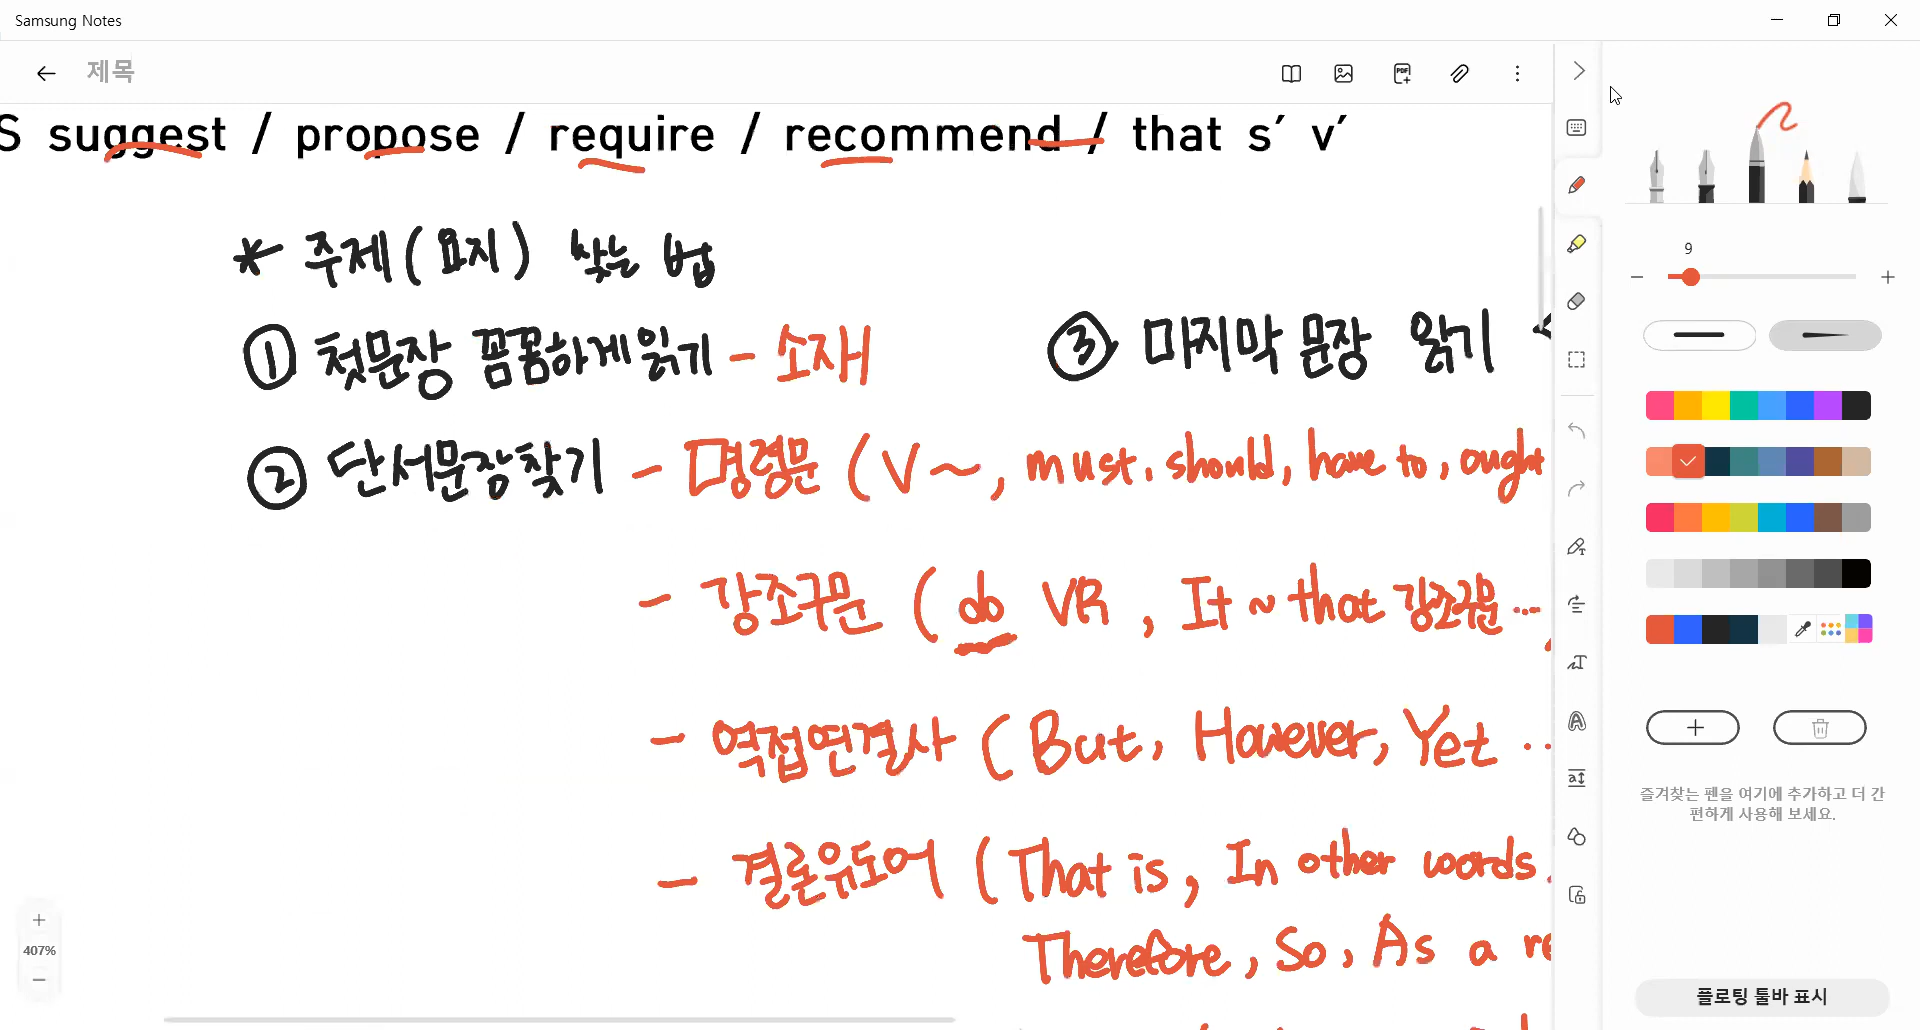 Samsung Notes
제목
S suggest / propose / require / recommend / that s′ v′
* 주제(요지) 찾는 법
① 첫문장 꼼꼼하게읽기 - 소재
③ 마지막 문장 읽기
② 단서문장찾기 - 명령문 (V~, must, should, have to, ought
- 강조구문 (do VR, It ~ that 강조구문 ...
- 역접연결사 (But, However, Yet ..
- 결론유도어 (That is, In other words,
Therefore, So, As a re
9
즐겨찾는 펜을 여기에 추가하고 더 간
편하게 사용해 보세요.
407%
플로팅 툴바 표시